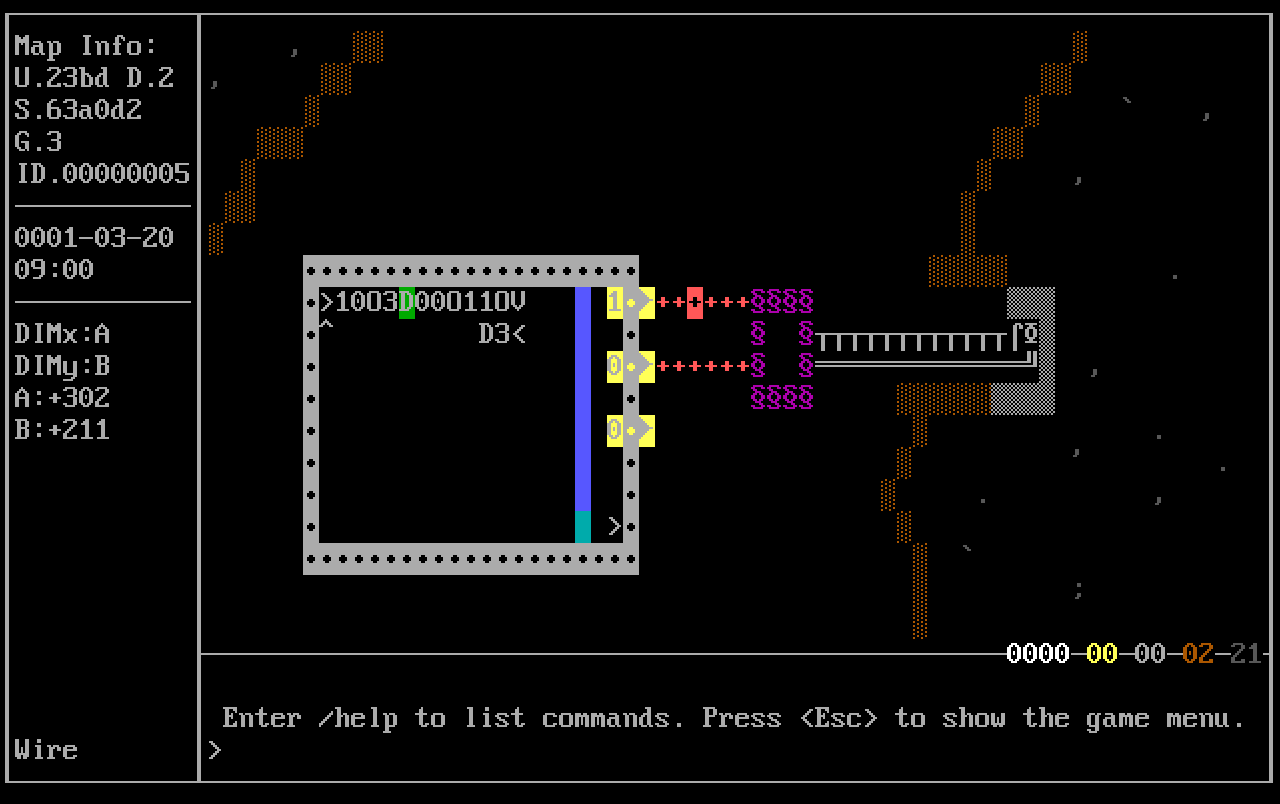 Map Info:
U.23bd D.2
S.63a0d2
G.3
ID.00000005
0001-03-20
09:00
DIMx:A
DIMy:B
A:+302
B:+211
Wire
>10O3D00O11OV
^ D3<
1
0
0
>
++++++§§§§
§ §
++++++§ §
§§§§
0000-00-00-02-21
Enter /help to list commands. Press <Esc> to show the game menu.
>